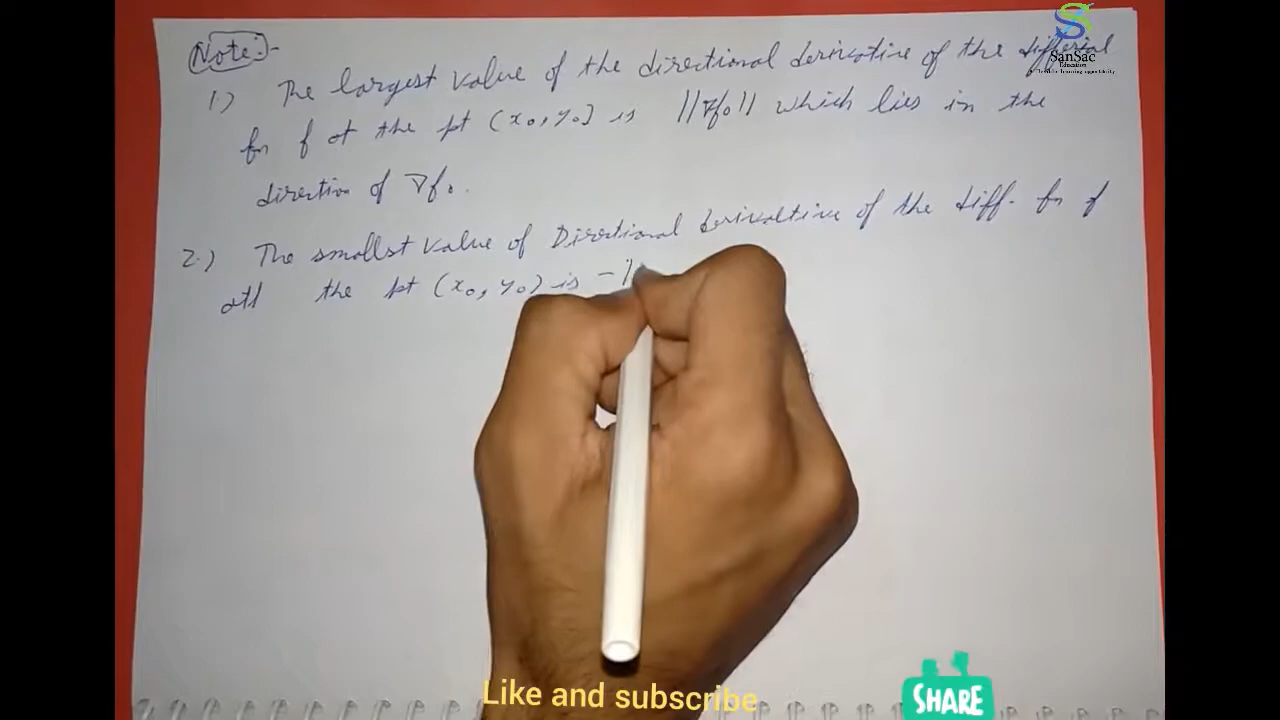 Note:-
1.) The largest value of the directional derivative of the differial
fn f at the pt (x₀, y₀) is ||∇f₀|| which lies in the
direction of ∇f₀.
2.) The smallest value of Directional derivative of the diff. fn f
at the pt (x₀, y₀) is -|
SanSac
Education
Like and subscribe
SHARE